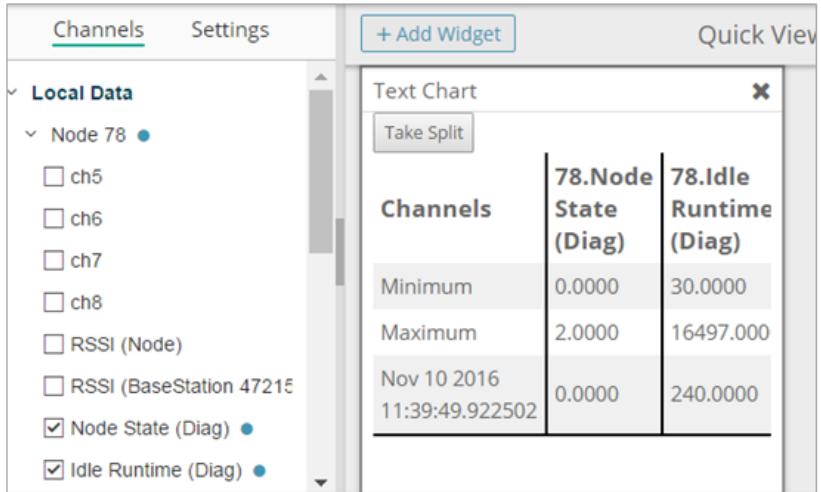 Channels Settings
Local Data
Node 78
ch5
ch6
ch7
ch8
RSSI (Node)
RSSI (BaseStation 47215
Node State (Diag)
Idle Runtime (Diag)
+ Add Widget
Quick View
Text Chart
Take Split
Channels 78.Node State (Diag) 78.Idle Runtime (Diag)
Minimum 0.0000 30.0000
Maximum 2.0000 16497.000
Nov 10 2016 11:39:49.922502 0.0000 240.0000